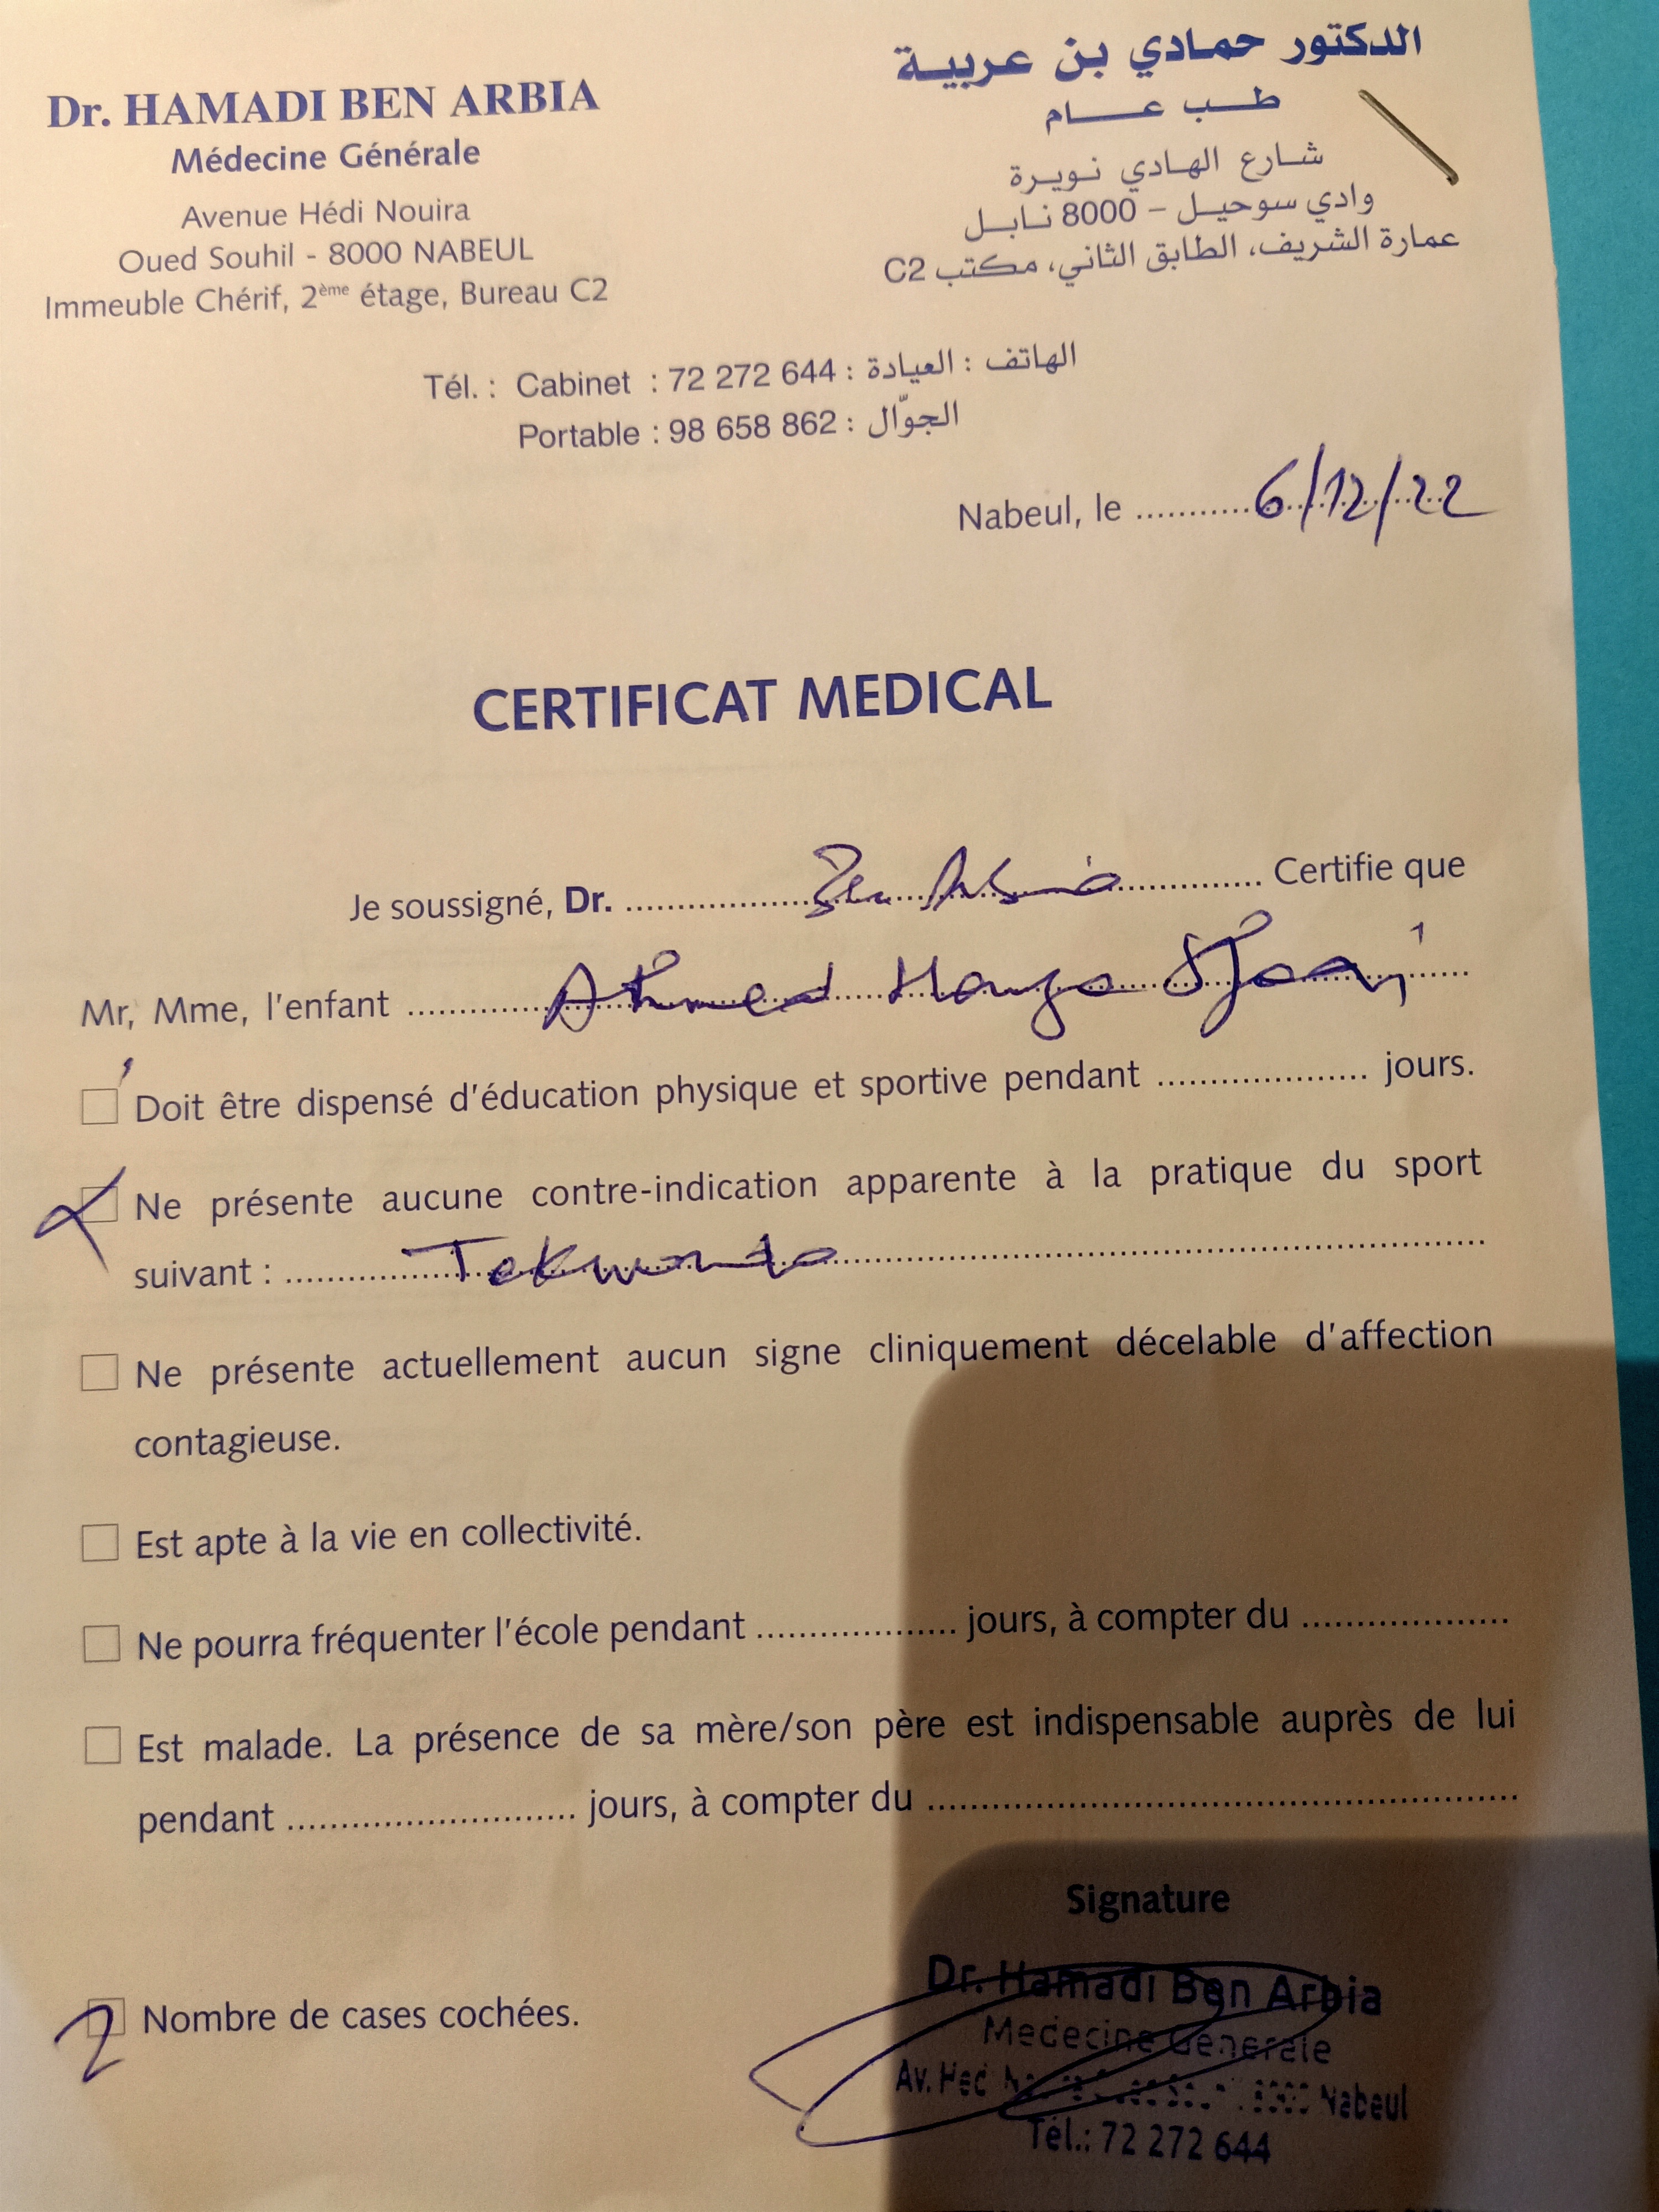 Dr. HAMADI BEN ARBIA
Médecine Générale
Avenue Hédi Nouira
Oued Souhil - 8000 NABEUL
Immeuble Chérif, 2ème étage, Bureau C2
الدكتور حمادي بن عربية
طب عام
شارع الهادي نويرة
وادي سوحيل – 8000 نابل
عمارة الشريف، الطابق الثاني، مكتب C2
Tél. : Cabinet : 72 272 644 : الهاتف : العيادة
Portable : 98 658 862 : الجوّال
Nabeul, le ........... 6/12/22
CERTIFICAT MEDICAL
Je soussigné, Dr. .................. Ben Arbia .............. Certifie que
Mr, Mme, l'enfant ............. Ahmed
Doit être dispensé d'éducation physique et sportive pendant .................... jours.
Ne présente aucune contre-indication apparente à la pratique du sport
suivant : ............... Tekwondo ...............
Ne présente actuellement aucun signe cliniquement décelable d'affection
contagieuse.
Est apte à la vie en collectivité.
Ne pourra fréquenter l'école pendant ................... jours, à compter du ....................
Est malade. La présence de sa mère/son père est indispensable auprès de lui
pendant ............................ jours, à compter du .........................................................
Signature
2 Nombre de cases cochées.
Dr. Hamadi Ben Arbia
Medecine Generale
Av. Hedi 8000 Nabeul
Tél.: 72 272 644